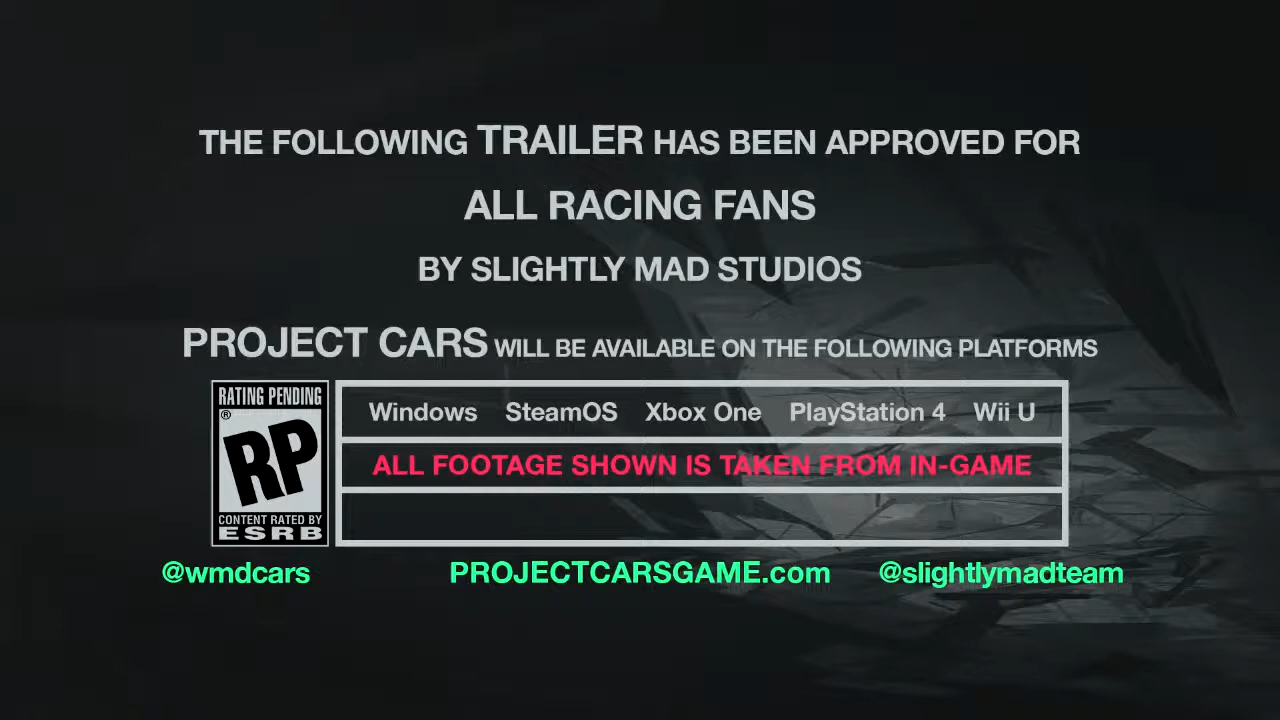 THE FOLLOWING TRAILER HAS BEEN APPROVED FOR
ALL RACING FANS
BY SLIGHTLY MAD STUDIOS
PROJECT CARS WILL BE AVAILABLE ON THE FOLLOWING PLATFORMS
RATING PENDING
®
RP
CONTENT RATED BY
ESRB
Windows SteamOS Xbox One PlayStation 4 Wii U
ALL FOOTAGE SHOWN IS TAKEN FROM IN-GAME
@wmdcars PROJECTCARSGAME.com @slightlymadteam